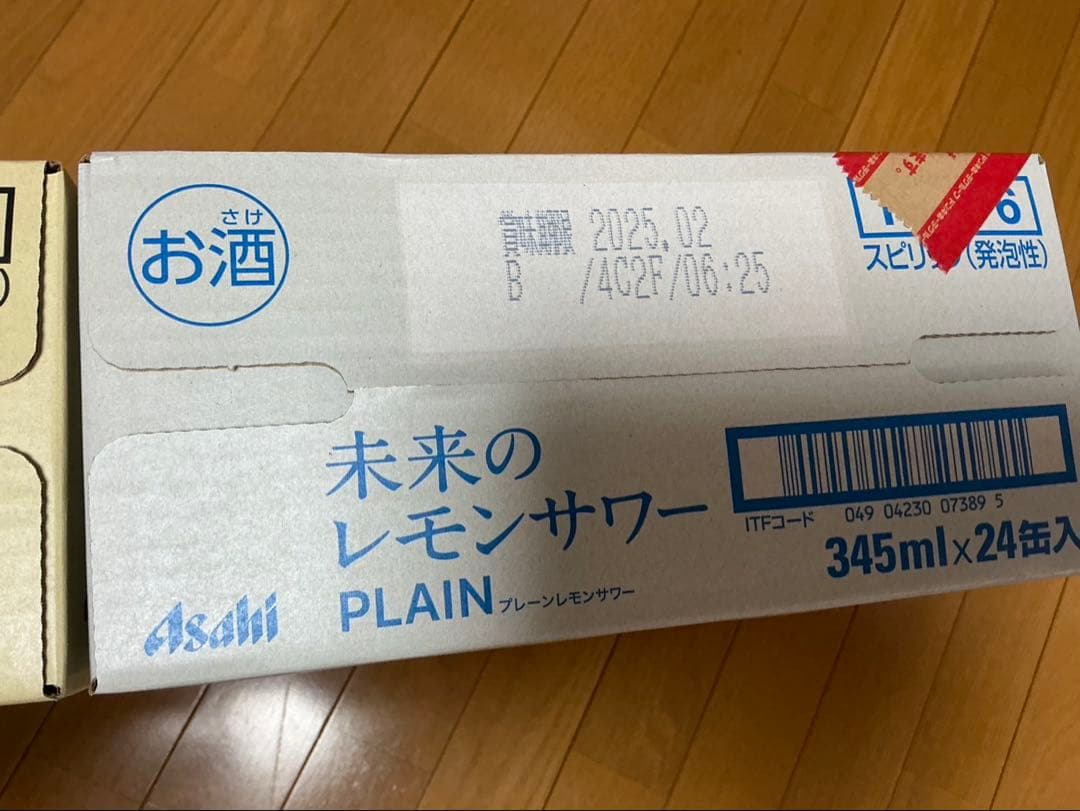 さけ
お酒
賞味期限 2025.02
B /4C2F/06:25
6
スピリッツ(発泡性)
未来の
レモンサワー
PLAIN プレーンレモンサワー
Asahi
ITFコード 049 04230 07389 5
345ml×24缶入